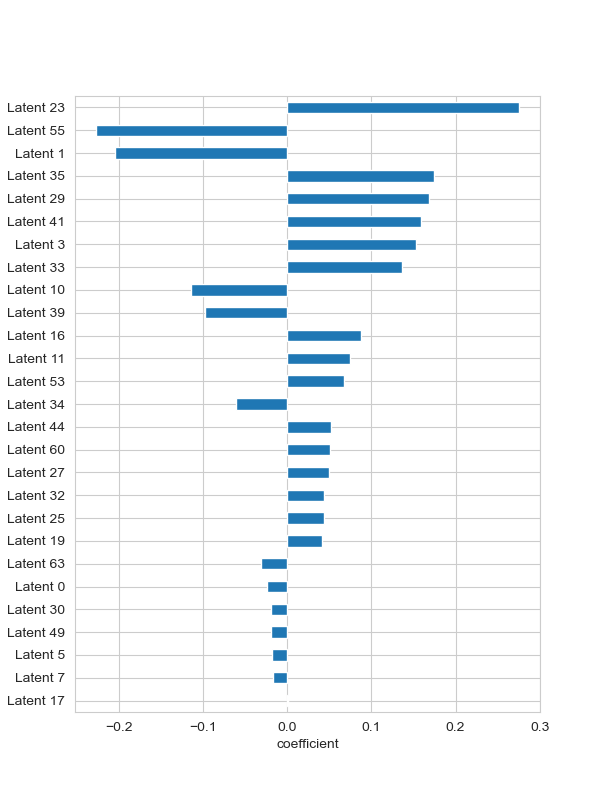 Latent 23
Latent 55
Latent 1
Latent 35
Latent 29
Latent 41
Latent 3
Latent 33
Latent 10
Latent 39
Latent 16
Latent 11
Latent 53
Latent 34
Latent 44
Latent 60
Latent 27
Latent 32
Latent 25
Latent 19
Latent 63
Latent 0
Latent 30
Latent 49
Latent 5
Latent 7
Latent 17
−0.2 −0.1 0.0 0.1 0.2 0.3
coefficient